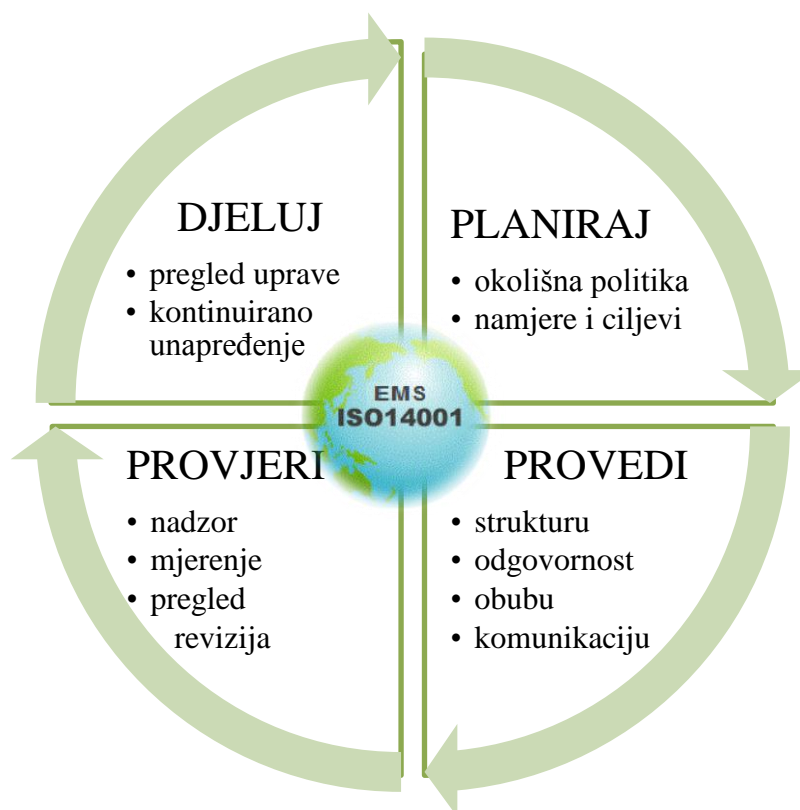 DJELUJ
• pregled uprave
• kontinuirano
unapređenje
PLANIRAJ
• okolišna politika
• namjere i ciljevi
EMS
ISO14001
PROVJERI
• nadzor
• mjerenje
• pregled
revizija
PROVEDI
• strukturu
• odgovornost
• obubu
• komunikaciju